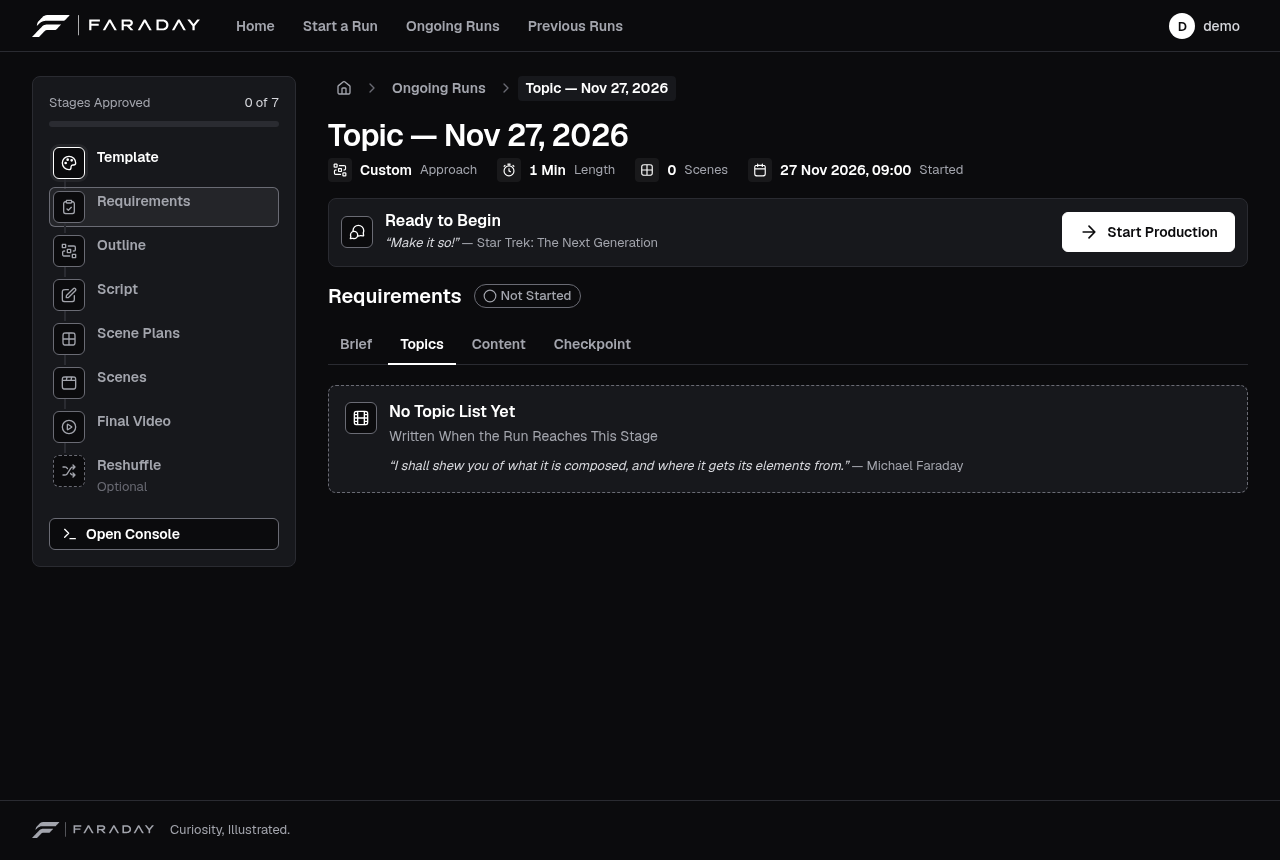 FARADAY
Home
Start a Run
Ongoing Runs
Previous Runs
D
demo
Stages Approved
0 of 7
Template
Requirements
Outline
Script
Scene Plans
Scenes
Final Video
Reshuffle
Optional
Open Console
Ongoing Runs
Topic — Nov 27, 2026
Topic — Nov 27, 2026
Custom Approach
1 Min Length
0 Scenes
27 Nov 2026, 09:00 Started
Ready to Begin
“Make it so!” — Star Trek: The Next Generation
Start Production
Requirements
Not Started
Brief
Topics
Content
Checkpoint
No Topic List Yet
Written When the Run Reaches This Stage
“I shall shew you of what it is composed, and where it gets its elements from.” — Michael Faraday
FARADAY
Curiosity, Illustrated.